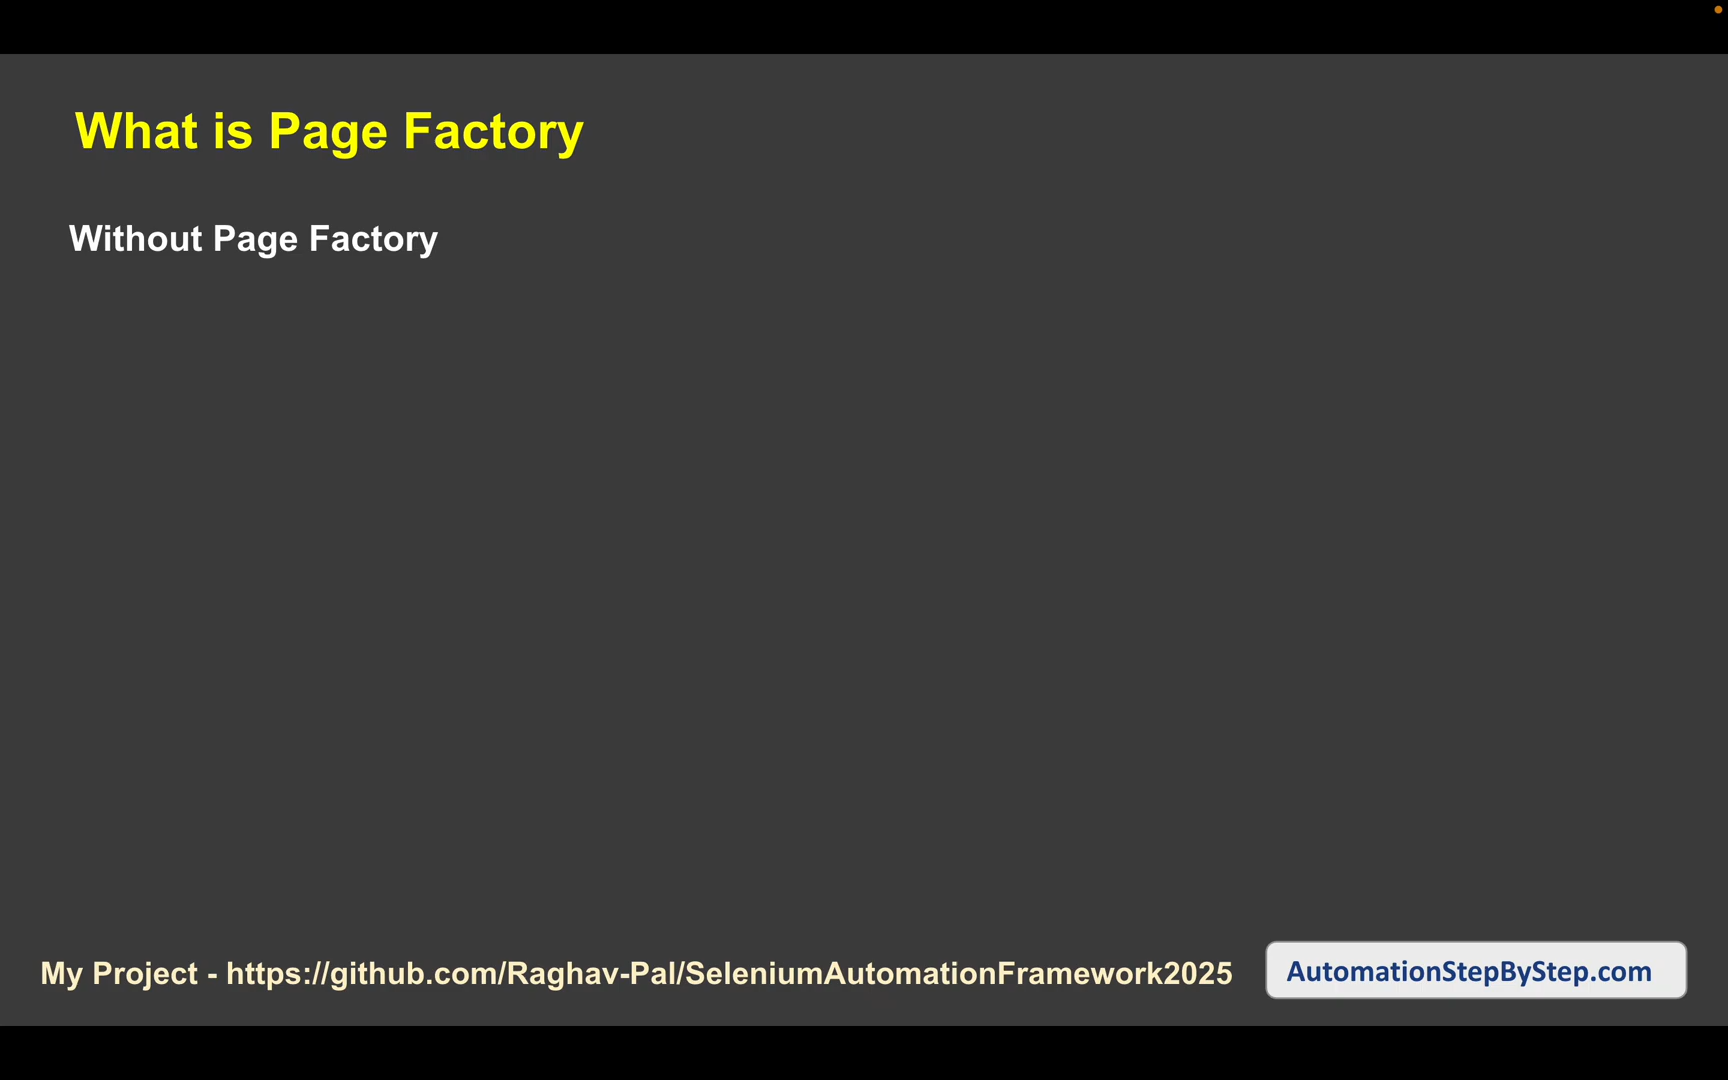 What is Page Factory
Without Page Factory
My Project - https://github.com/Raghav-Pal/SeleniumAutomationFramework2025
AutomationStepByStep.com